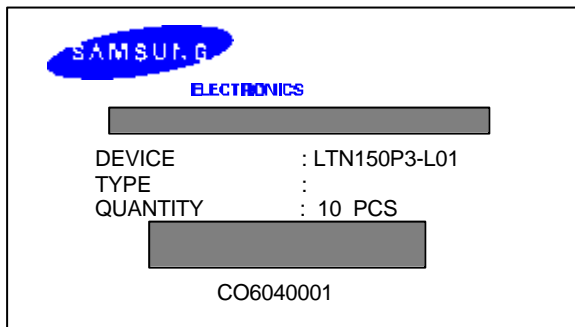 SAMSUNG
ELECTRONICS
DEVICE : LTN150P3-L01
TYPE :
QUANTITY : 10 PCS
CO6040001